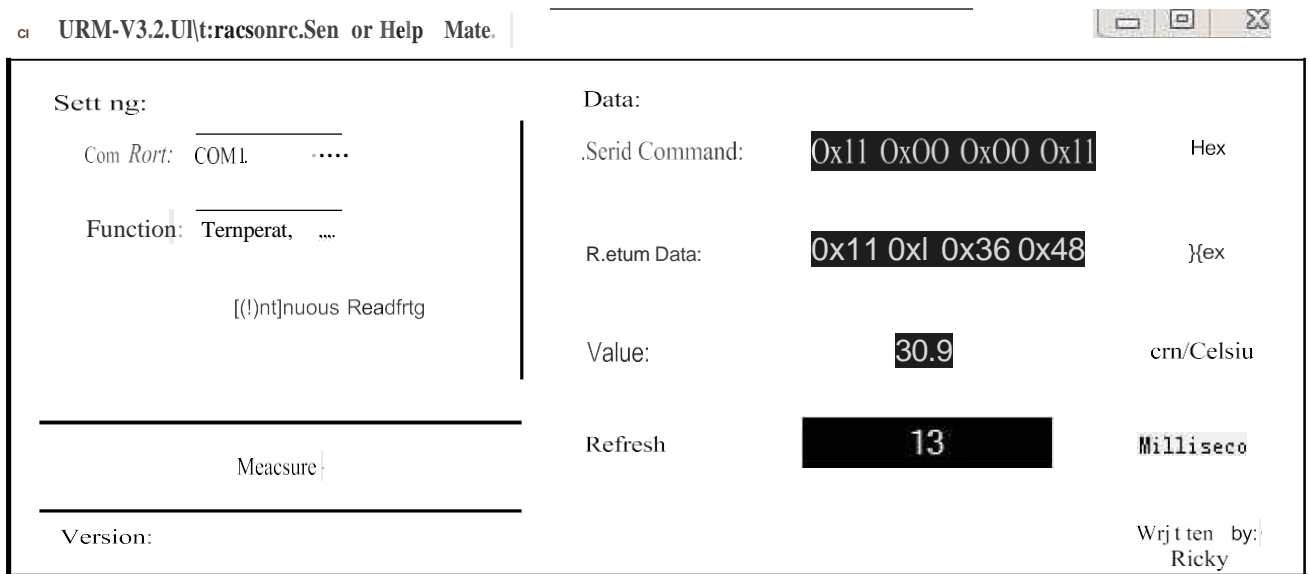 CI URM-V3.2.Ul\t:racsonrc.Sen or Help Mate.
Sett ng:
Com Rort: COM1. .....
Function: Ternperat, ,,,,.
[(!)nt]nuous Readfrtg
Meacsure
Version:
Data:
.Serid Command: 0x11 0x00 0x00 0x11 Hex
R.etum Data: 0x11 0xl 0x36 0x48 }{ex
Value: 30.9 crn/Celsiu
Refresh 13 Milliseco
Wrj t ten by:
Ricky